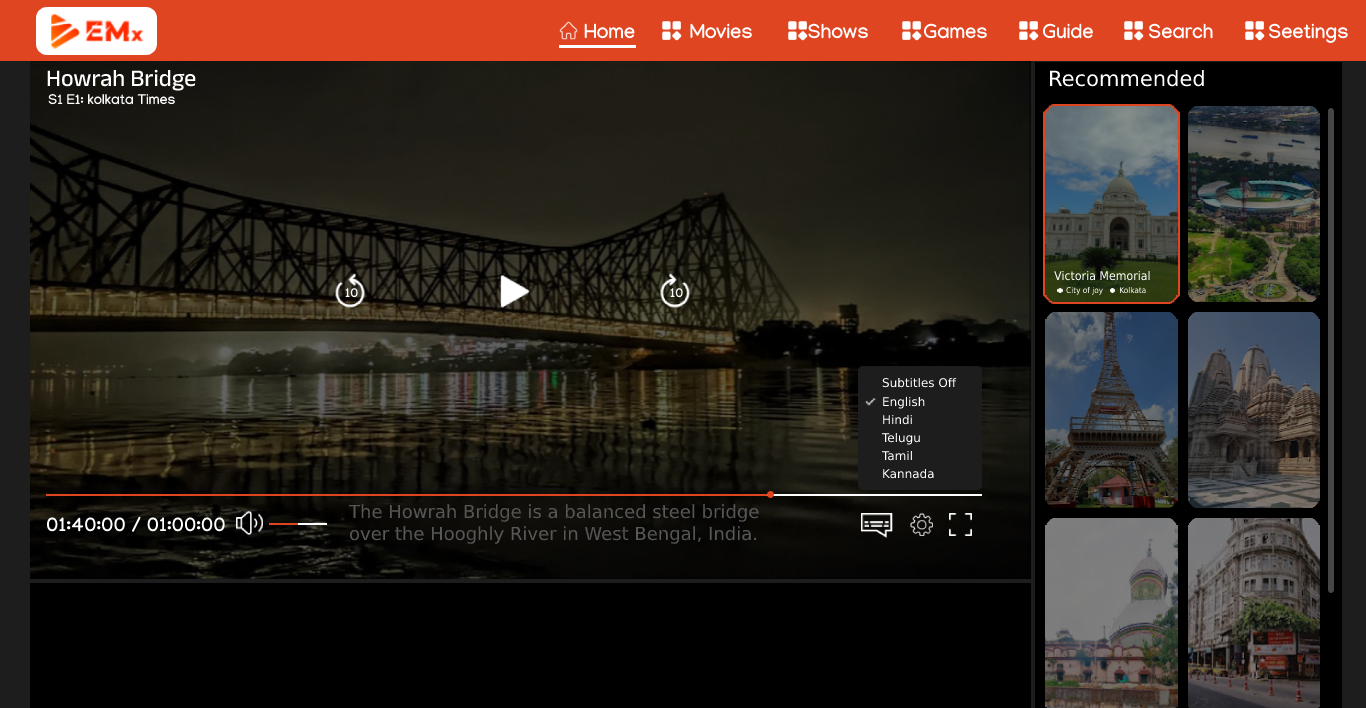 EMx
Home
Movies
Shows
Games
Guide
Search
Seetings
Howrah Bridge
S1 E1: kolkata Times
10
10
Subtitles Off
English
Hindi
Telugu
Tamil
Kannada
01:40:00 / 01:00:00
The Howrah Bridge is a balanced steel bridge
over the Hooghly River in West Bengal, India.
Recommended
Victoria Memorial
City of joy
Kolkata